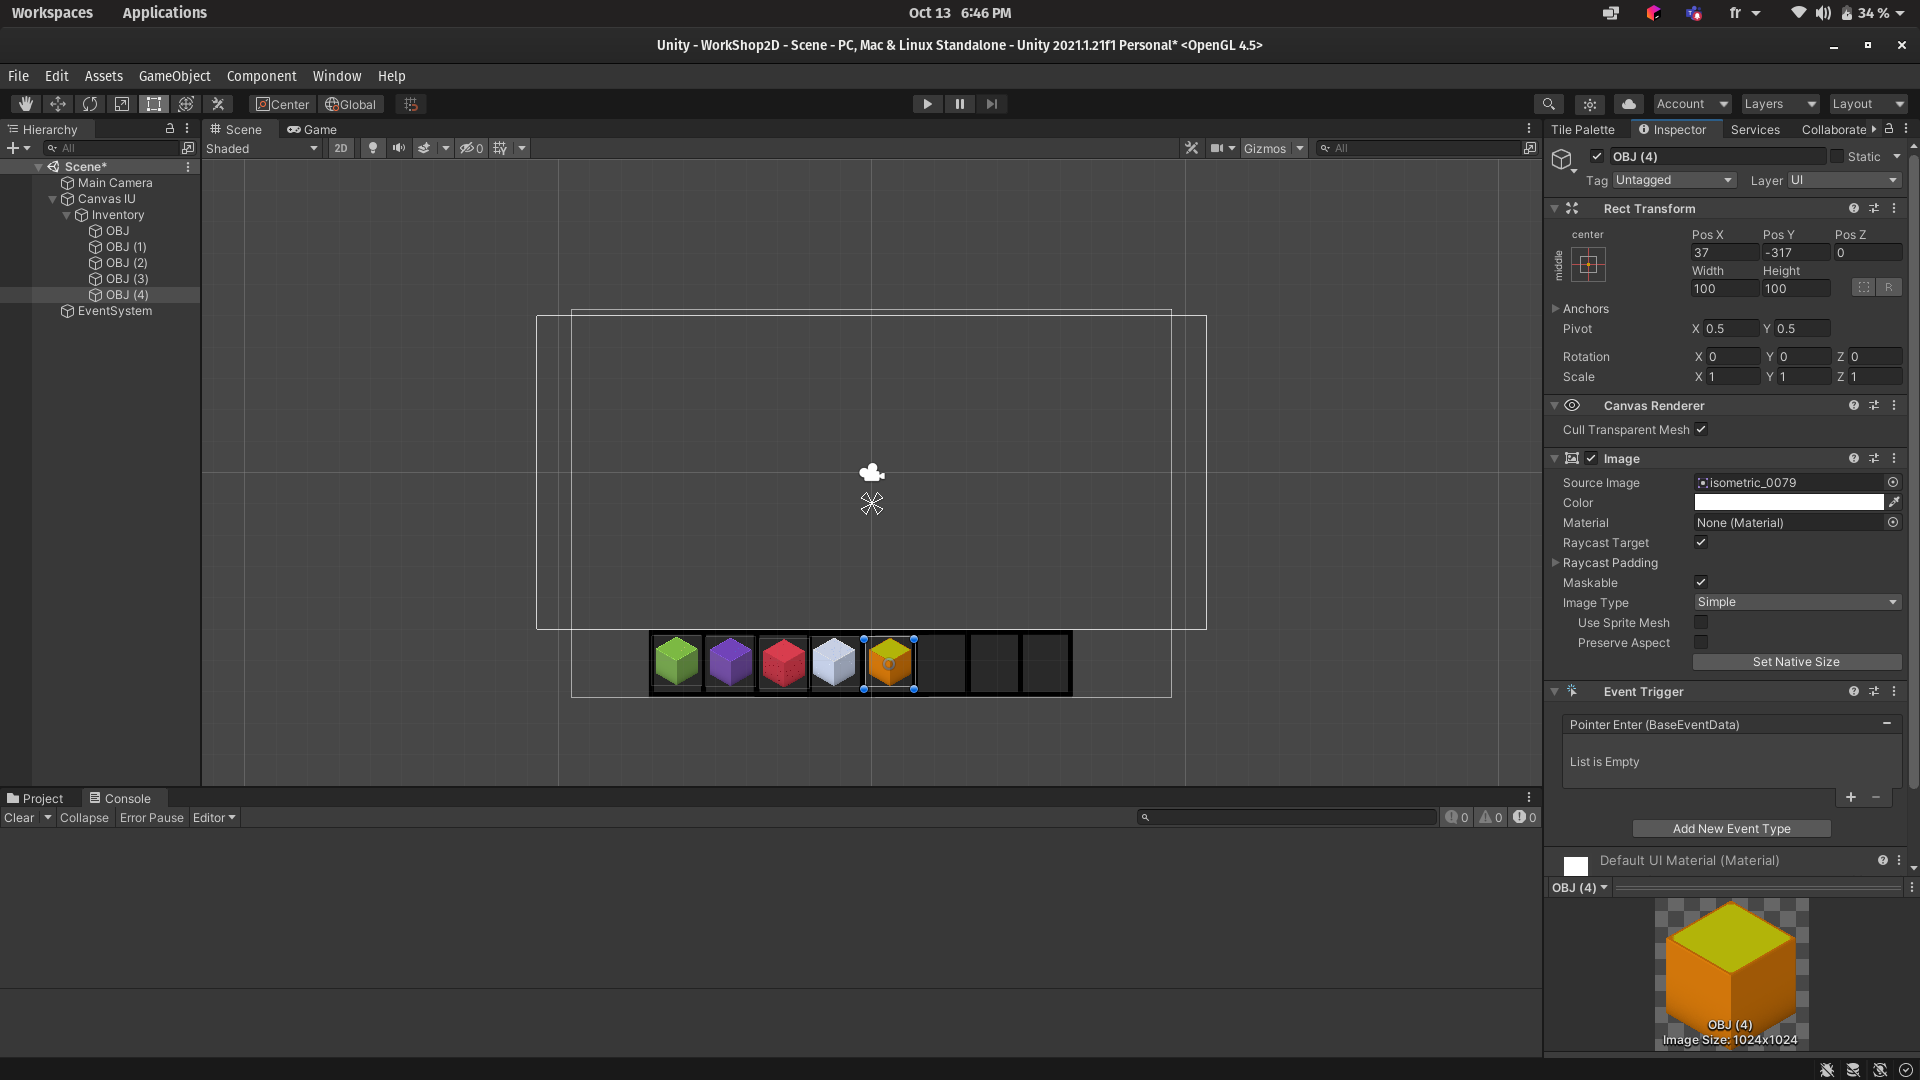 Workspaces Applications Oct 13 6:46 PM fr 34 %
Unity - WorkShop2D - Scene - PC, Mac & Linux Standalone - Unity 2021.1.21f1 Personal* <OpenGL 4.5>
File Edit Assets GameObject Component Window Help
Center Global Account Layers Layout
Hierarchy
All
Scene*
Main Camera
Canvas IU
Inventory
OBJ
OBJ (1)
OBJ (2)
OBJ (3)
OBJ (4)
EventSystem
Scene Game
Shaded 2D 0 Gizmos All
Tile Palette Inspector Services Collaborate
OBJ (4) Static
Tag Untagged Layer UI
Rect Transform
center Pos X Pos Y Pos Z
middle 37 -317 0
Width Height
100 100 R
Anchors
Pivot X 0.5 Y 0.5
Rotation X 0 Y 0 Z 0
Scale X 1 Y 1 Z 1
Canvas Renderer
Cull Transparent Mesh
Image
Source Image isometric_0079
Color
Material None (Material)
Raycast Target
Raycast Padding
Maskable
Image Type Simple
Use Sprite Mesh
Preserve Aspect
Set Native Size
Event Trigger
Pointer Enter (BaseEventData)
List is Empty
Add New Event Type
Default UI Material (Material)
OBJ (4)
OBJ (4)
Image Size: 1024x1024
Project Console
Clear Collapse Error Pause Editor 0 0 0